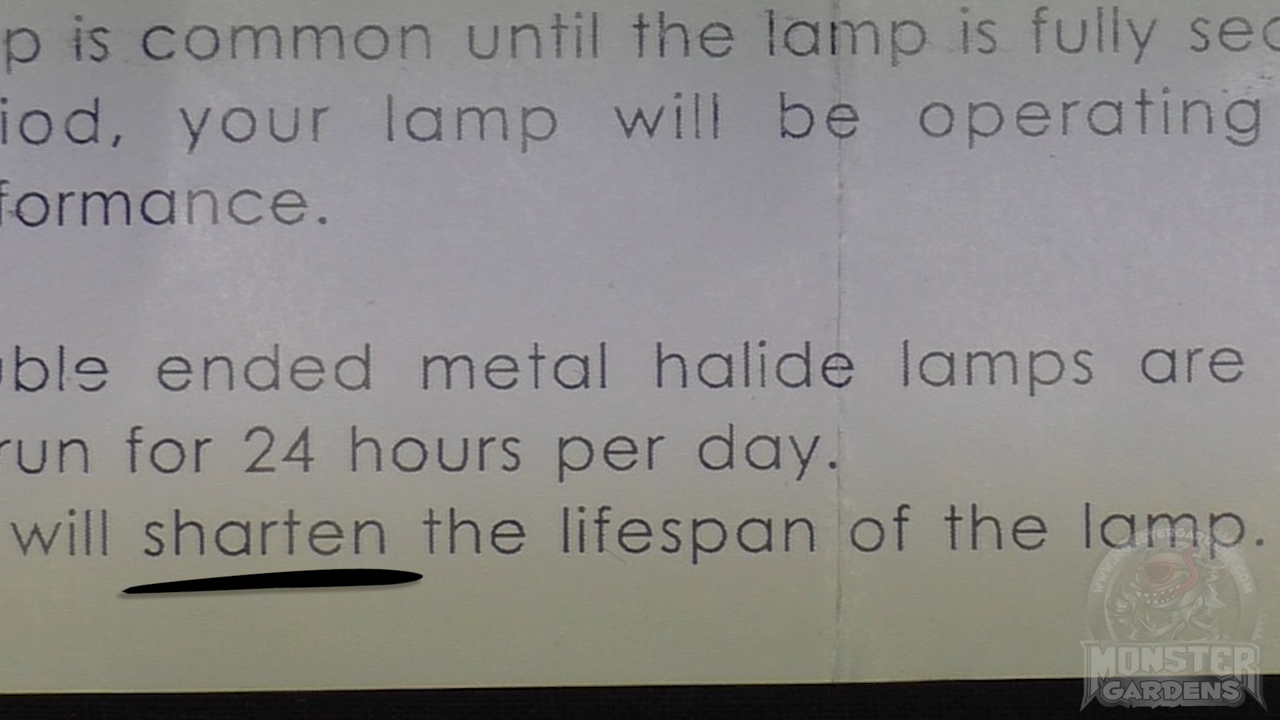 p is common until the lamp is fully sea
iod, your lamp will be operating
formance.
ble ended metal halide lamps are
run for 24 hours per day.
will sharten the lifespan of the lamp.
MONSTER
GARDENS